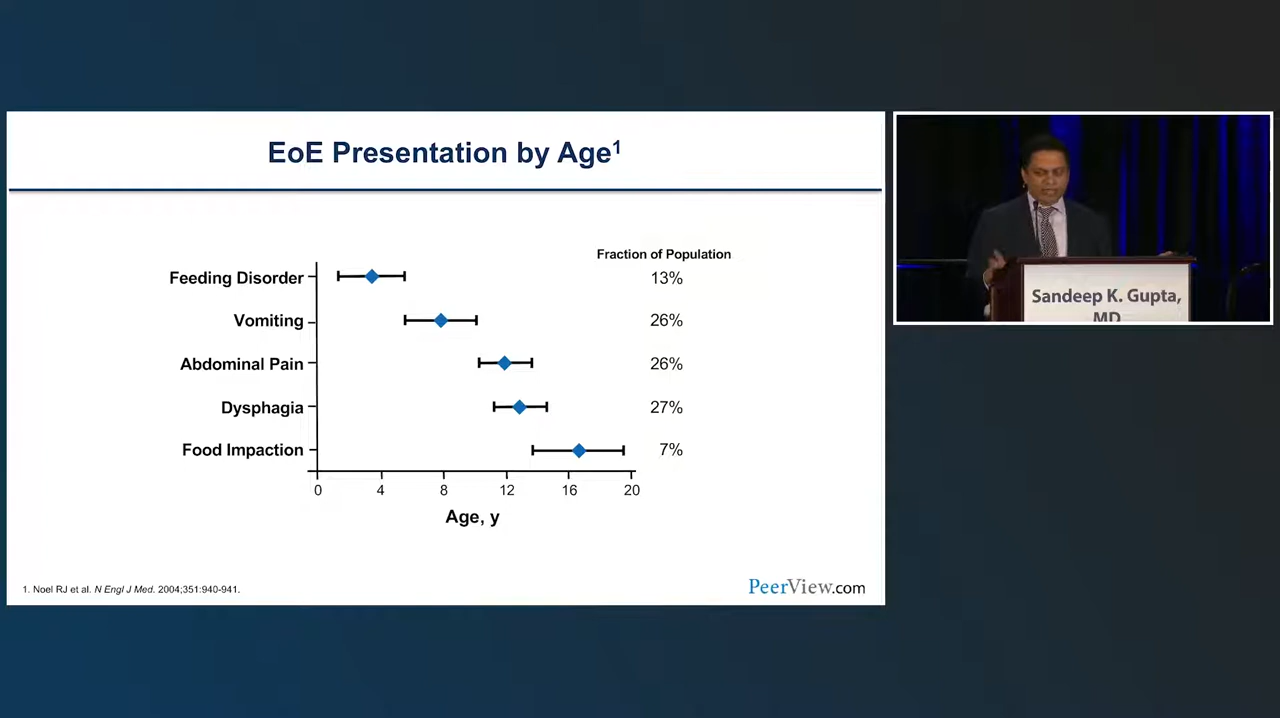 EoE Presentation by Age1
Fraction of Population
Feeding Disorder 13%
Vomiting 26%
Abdominal Pain 26%
Dysphagia 27%
Food Impaction 7%
0 4 8 12 16 20
Age, y
1. Noel RJ et al. N Engl J Med. 2004;351:940-941.
PeerView.com
Sandeep K. Gupta,
MD